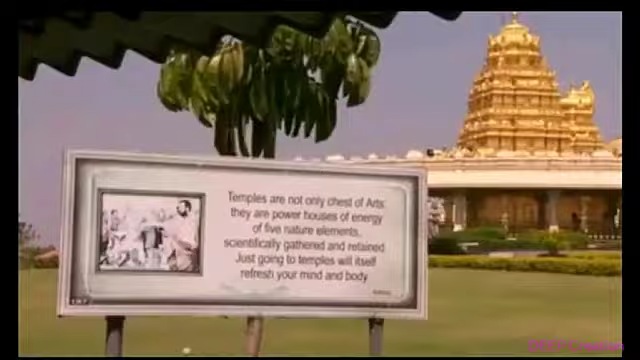 Temples are not only chest of Arts
they are power houses of energy
of five nature elements,
scientifically gathered and retained
Just going to temples will itself
refresh your mind and body